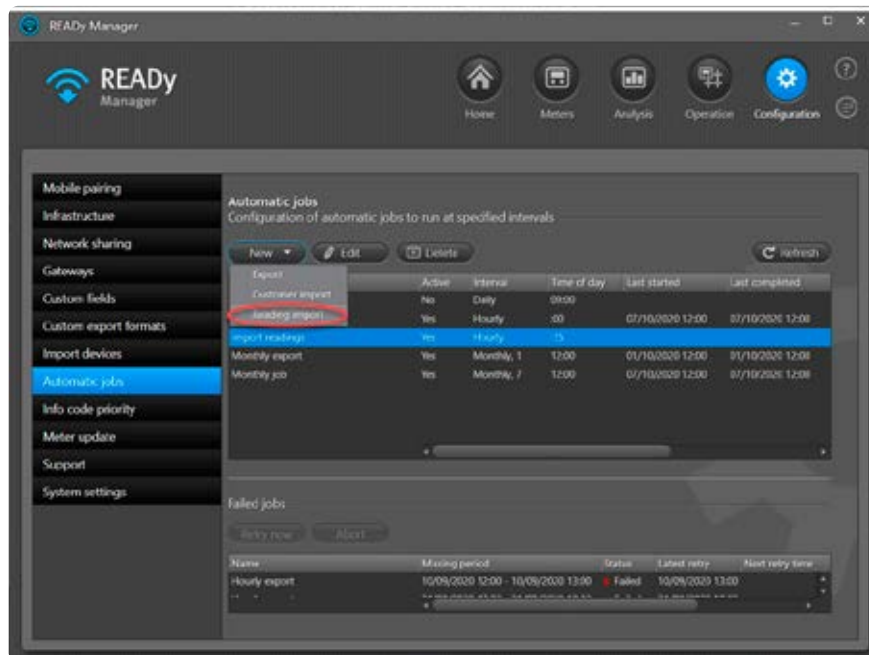 READy Manager
READy
Manager
Home Meters Analysis Operation Configuration
Mobile pairing
Infrastructure
Network sharing
Gateways
Custom fields
Custom export formats
Import devices
Automatic jobs
Info code priority
Meter update
Support
System settings
Automatic jobs
Configuration of automatic jobs to run at specified intervals
New Edit Delete Refresh
Export
Customer import
Reading import
Active Interval Time of day Last started Last completed
No Daily 09:00
Yes Hourly :00 07/10/2020 12:00 07/10/2020 12:00
Import readings Yes Hourly :15
Monthly export Yes Monthly, 1 12:00 01/10/2020 12:00 01/10/2020 12:00
Monthly job Yes Monthly, 7 12:00 07/10/2020 12:00 07/10/2020 12:00
Failed jobs
Retry now Abort
Name Missing period Status Latest retry Next retry time
Hourly export 10/09/2020 12:00 - 10/09/2020 13:00 Failed 10/09/2020 13:00